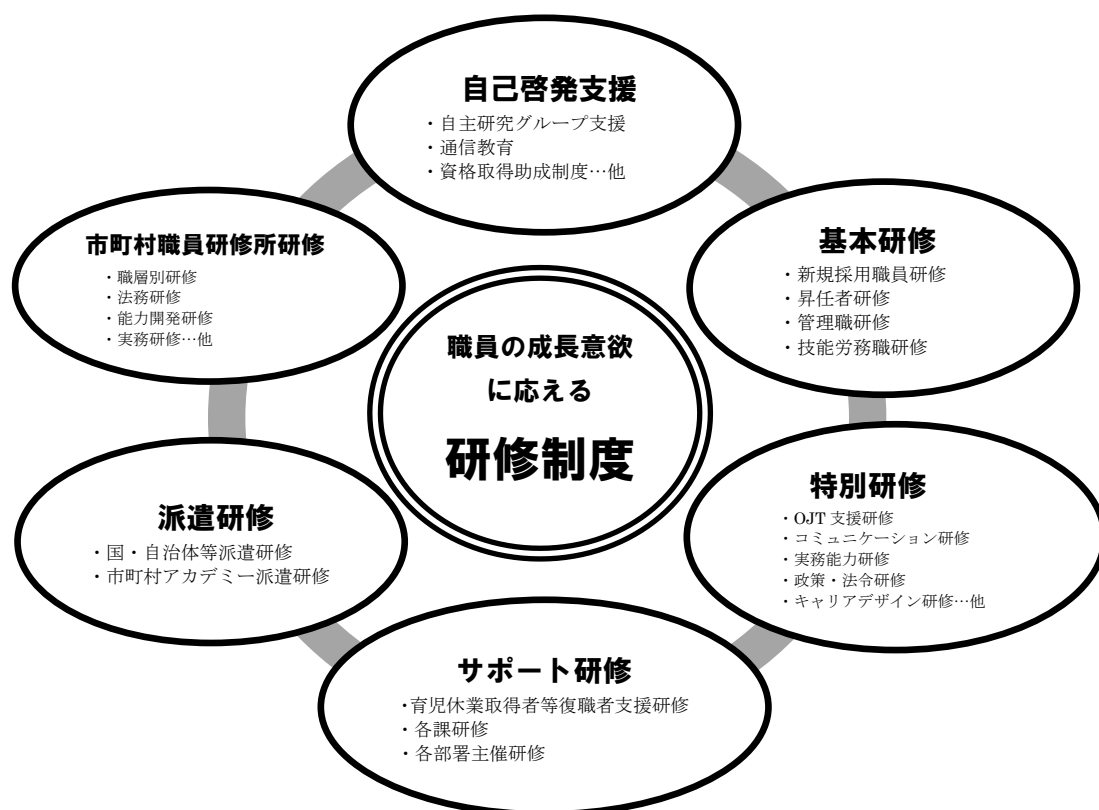 自己啓発支援
・自主研究グループ支援
・通信教育
・資格取得助成制度…他
市町村職員研修所研修
・職層別研修
・法務研修
・能力開発研修
・実務研修…他
基本研修
・新規採用職員研修
・昇任者研修
・管理職研修
・技能労務職研修
職員の成長意欲
に応える
研修制度
派遣研修
・国・自治体等派遣研修
・市町村アカデミー派遣研修
特別研修
・OJT 支援研修
・コミュニケーション研修
・実務能力研修
・政策・法令研修
・キャリアデザイン研修…他
サポート研修
・育児休業取得者等復職者支援研修
・各課研修
・各部署主催研修